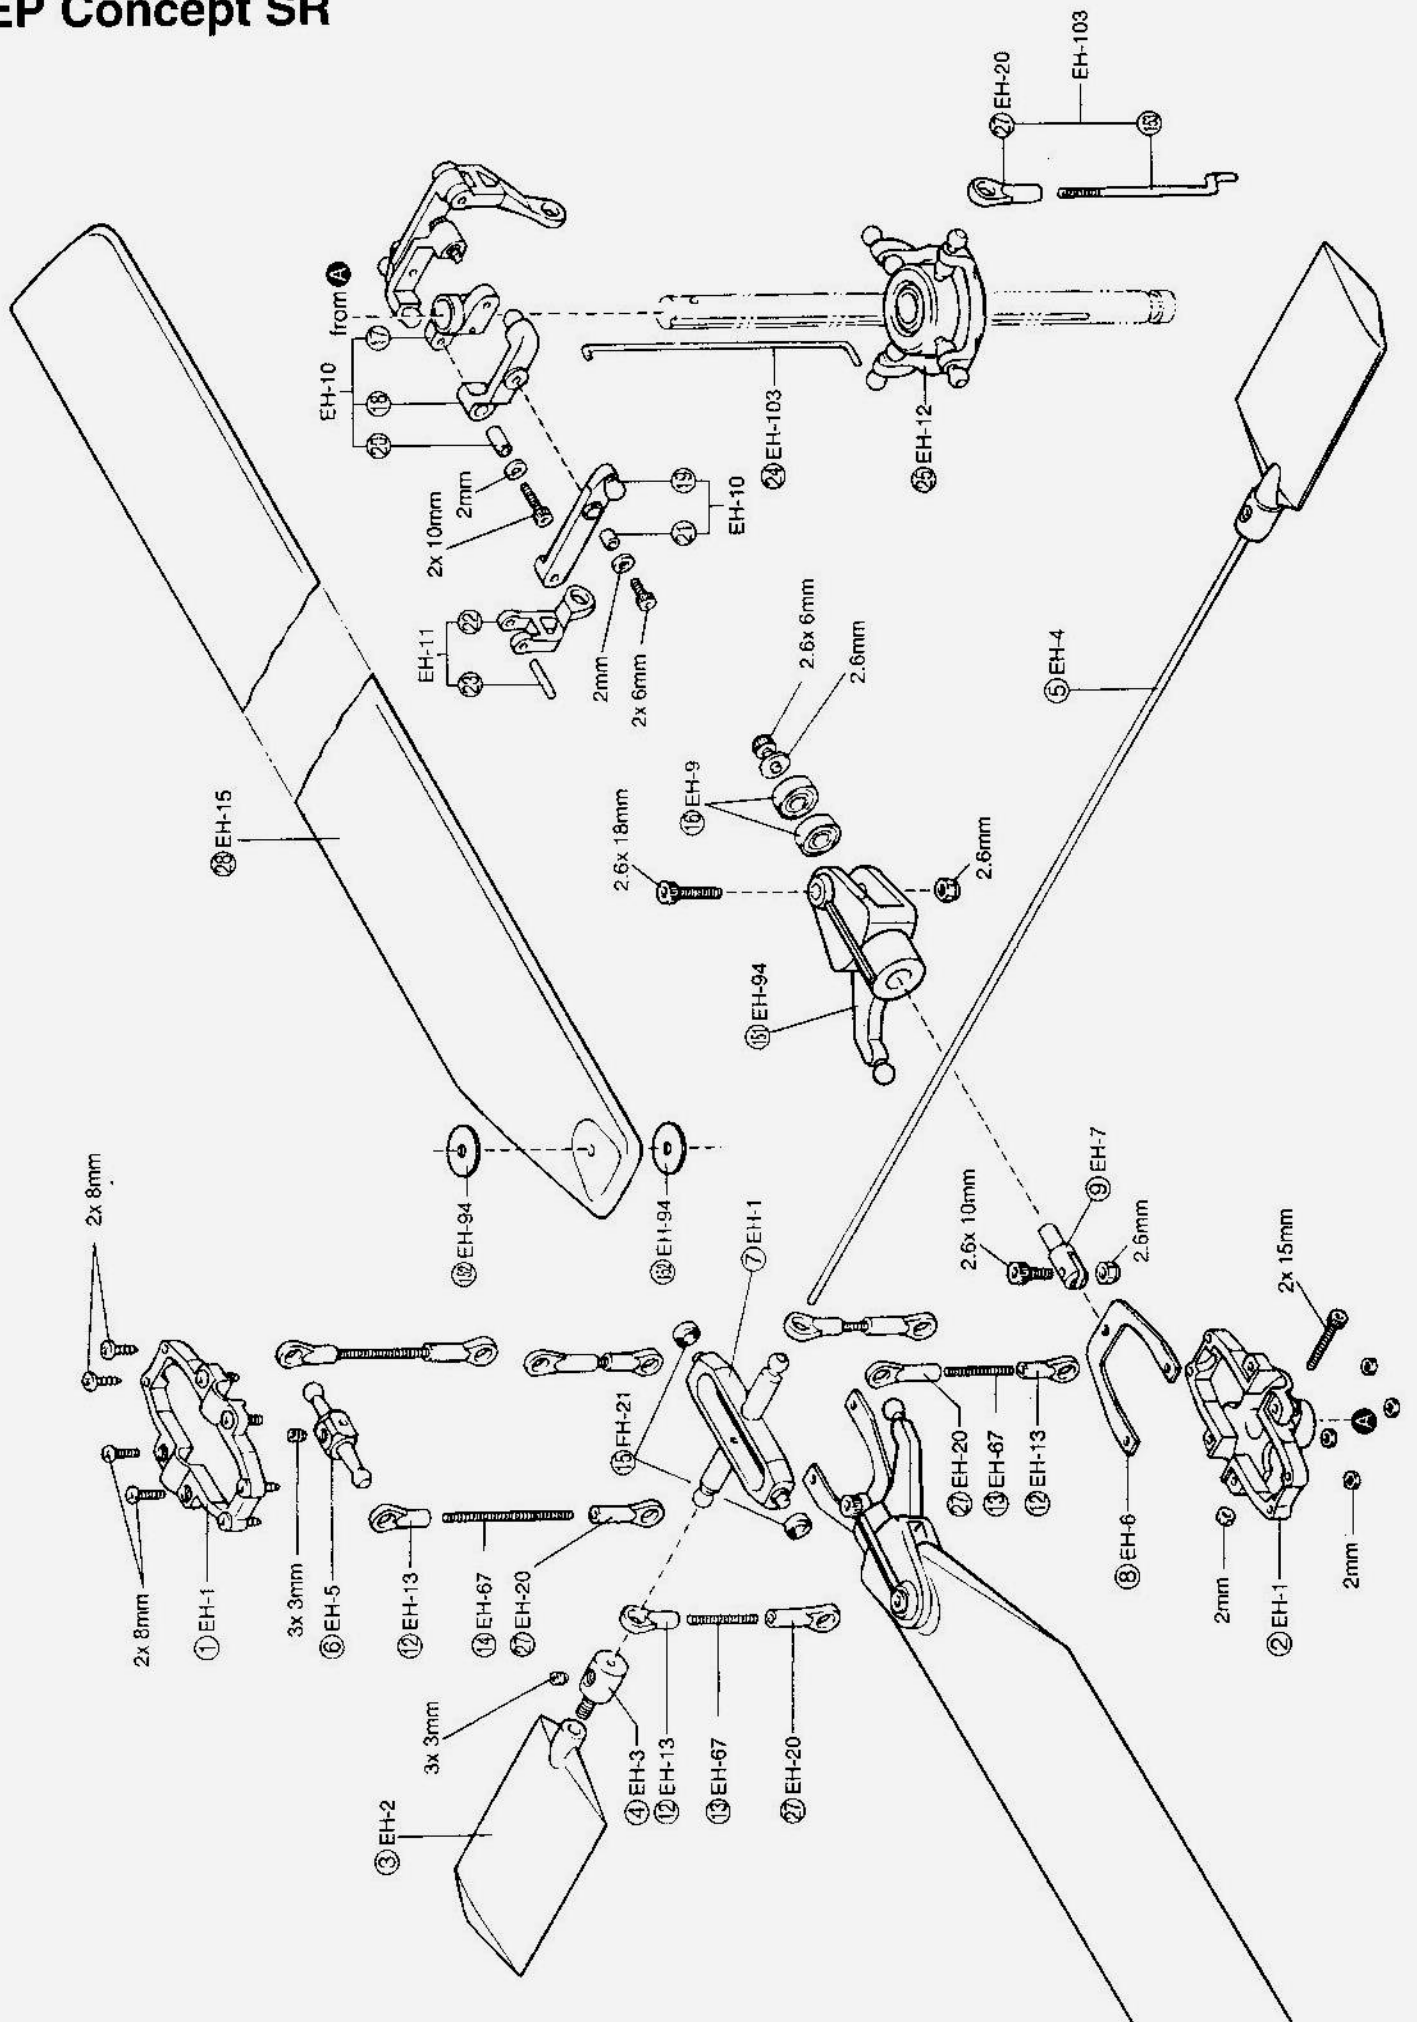 EP Concept SR
27 EH-20
EH-103
153
from A
EH-10
17
18
20
2mm
2x 10mm
24 EH-103
25 EH-12
19
21
EH-10
EH-11
22
23
2mm
2x 6mm
2.6x 6mm
2.6mm
5 EH-4
28 EH-15
2.6x 18mm
16 EH-9
2.6mm
151 EH-94
2x 8mm
152 EH-94
152 EH-94
7 EH-1
2.6x 10mm
9 EH-7
2.6mm
2x 15mm
15 EH-21
27 EH-20
13 EH-67
12 EH-13
8 EH-6
A
2mm
2 EH-1
2mm
2x 8mm
1 EH-1
3x 3mm
6 EH-5
12 EH-13
14 EH-67
27 EH-20
3x 3mm
4 EH-3
12 EH-13
13 EH-67
27 EH-20
3 EH-2